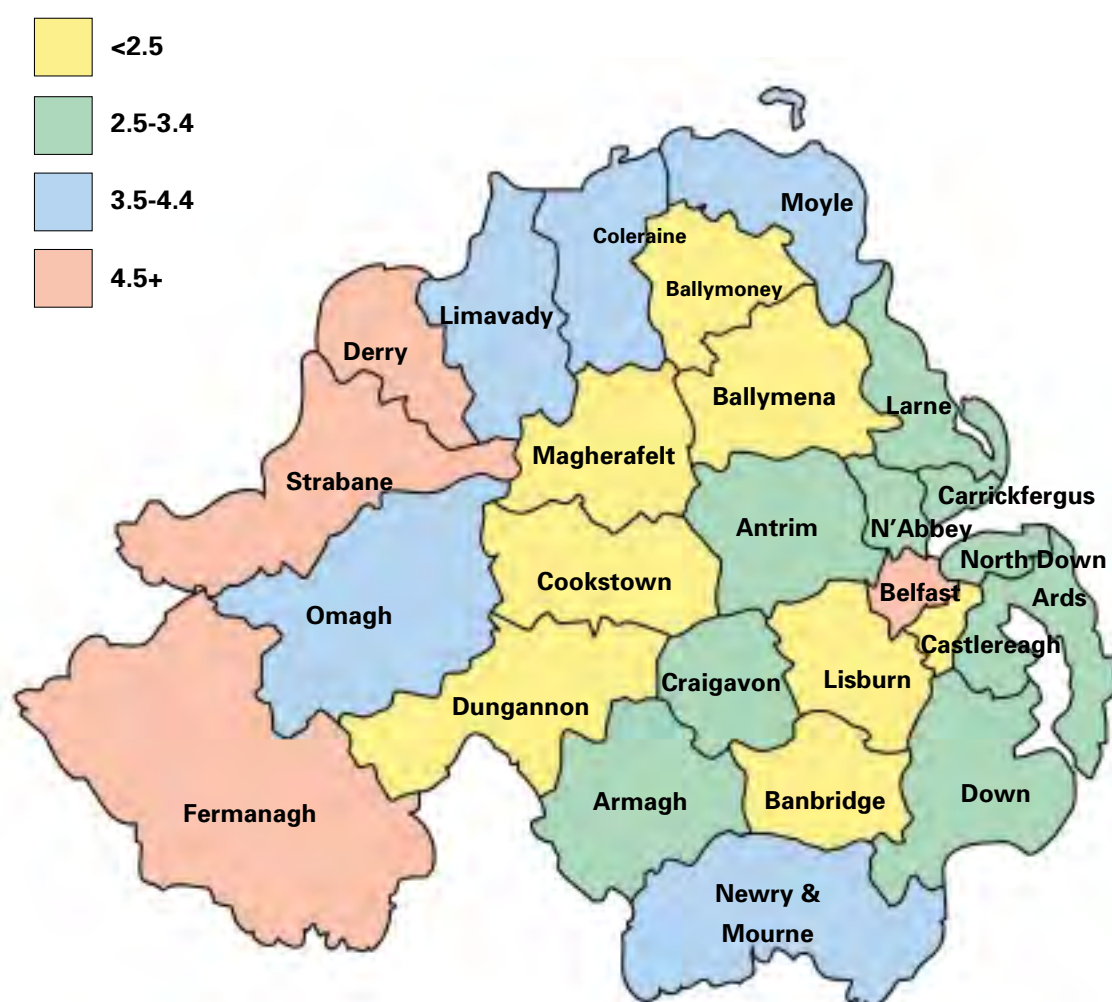 <2.5
2.5-3.4
3.5-4.4
4.5+
Moyle
Coleraine
Ballymoney
Limavady
Derry
Ballymena
Larne
Magherafelt
Strabane
Carrickfergus
Antrim
N'Abbey
North Down
Cookstown
Belfast
Ards
Omagh
Castlereagh
Craigavon
Lisburn
Dungannon
Armagh
Banbridge
Down
Fermanagh
Newry &
Mourne